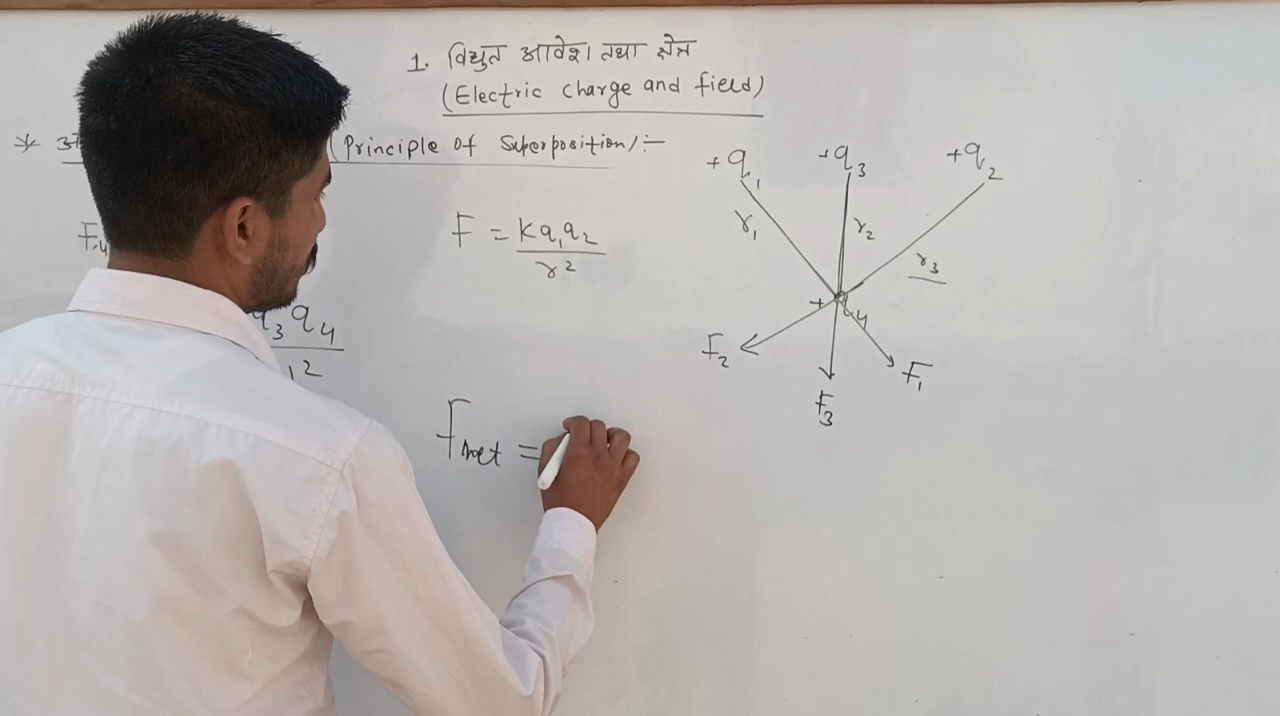 1. विद्युत आवेश तथा क्षेत्र
(Electric charge and field)
* (Principle of Superposition) :-
+q₁ +q₃ +q₂
F = Kq₁q₂
r²
r₁ r₂ r₃
q₃ q₄
+q₄
F₂ F₃ F₁
Fnet =